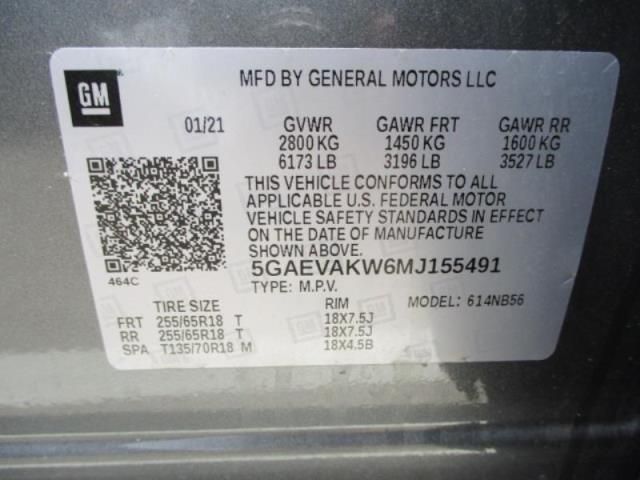 GM
MFD BY GENERAL MOTORS LLC
01/21 GVWR GAWR FRT GAWR RR
2800 KG 1450 KG 1600 KG
6173 LB 3196 LB 3527 LB
THIS VEHICLE CONFORMS TO ALL
APPLICABLE U.S. FEDERAL MOTOR
VEHICLE SAFETY STANDARDS IN EFFECT
ON THE DATE OF MANUFACTURE
SHOWN ABOVE.
464C
5GAEVAKW6MJ155491
TYPE: M.P.V.
TIRE SIZE RIM MODEL: 614NB56
FRT 255/65R18 T 18X7.5J
RR 255/65R18 T 18X7.5J
SPA T135/70R18 M 18X4.5B